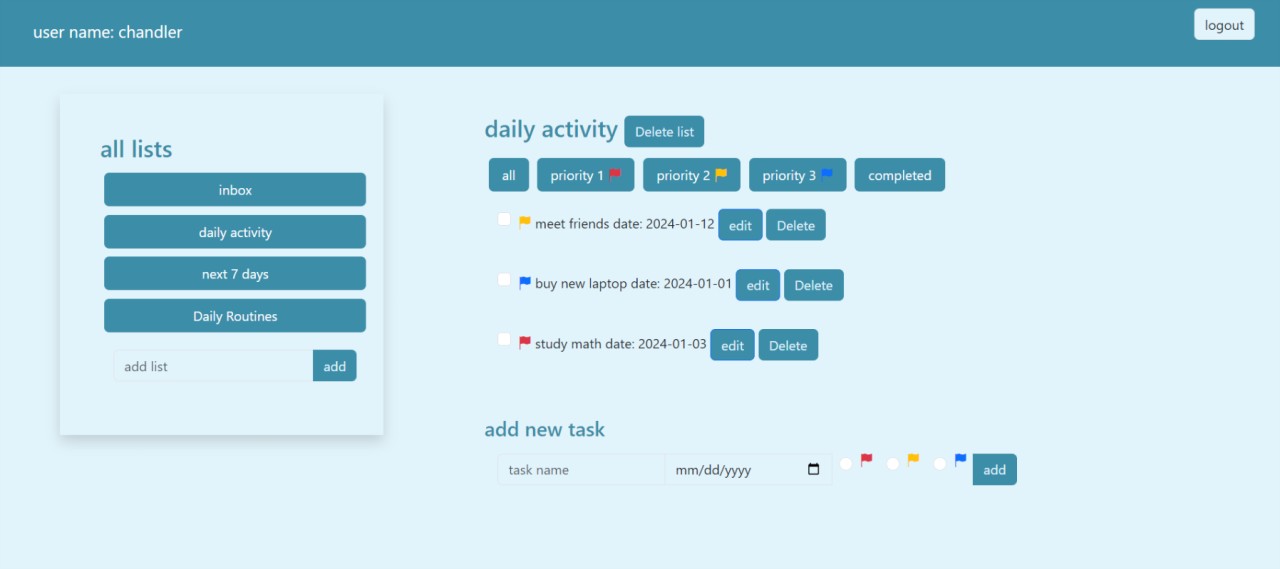 user name: chandler
logout
all lists
inbox
daily activity
next 7 days
Daily Routines
add list add
daily activity Delete list
all priority 1 priority 2 priority 3 completed
meet friends date: 2024-01-12 edit Delete
buy new laptop date: 2024-01-01 edit Delete
study math date: 2024-01-03 edit Delete
add new task
task name mm/dd/yyyy add